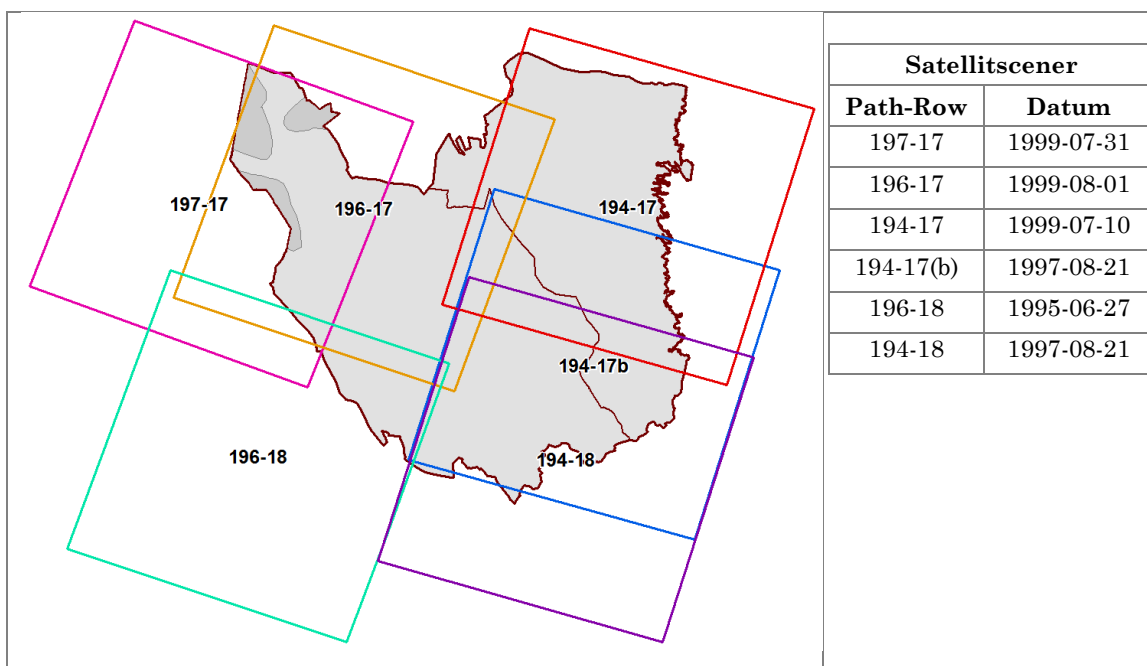 197-17
196-17
194-17
194-17b
196-18
194-18
Satellitscener
Path-Row Datum
197-17 1999-07-31
196-17 1999-08-01
194-17 1999-07-10
194-17(b) 1997-08-21
196-18 1995-06-27
194-18 1997-08-21